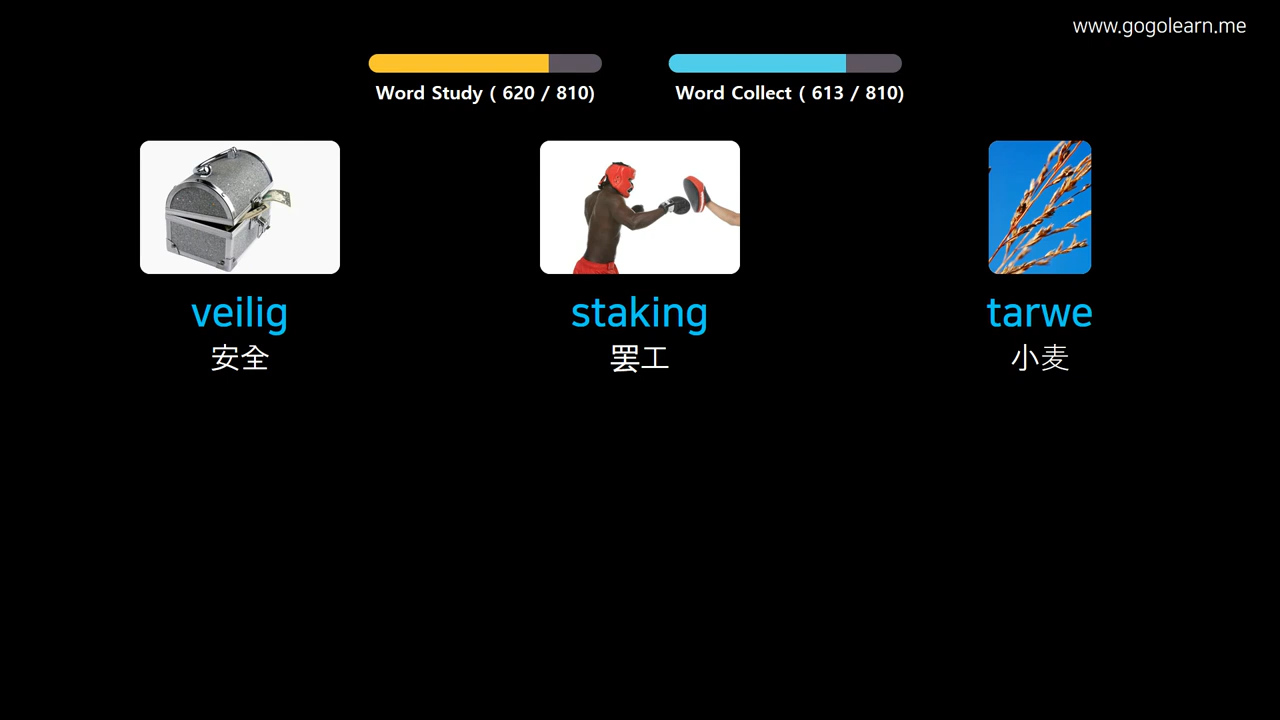 www.gogolearn.me
Word Study ( 620 / 810)
Word Collect ( 613 / 810)
veilig
安全
staking
罢工
tarwe
小麦